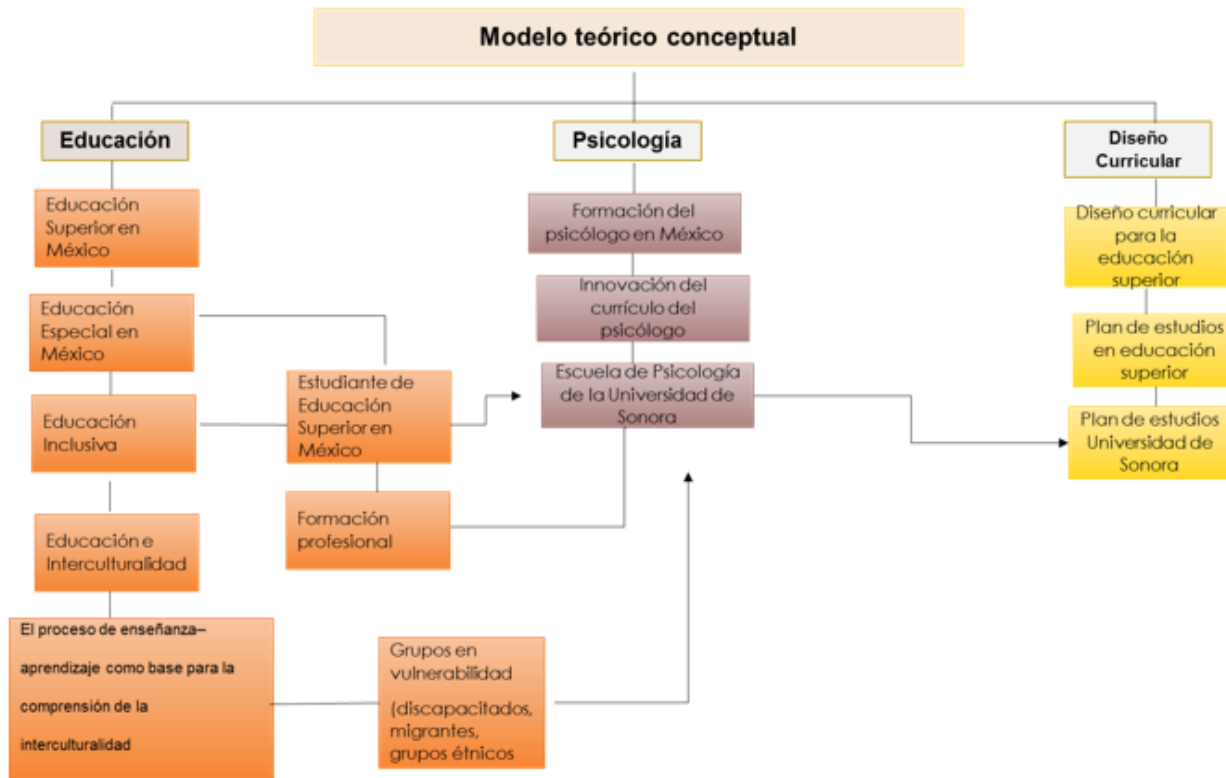 Modelo teórico conceptual
Educación
Psicología
Diseño
Curricular
Educación
Superior en
México
Educación
Especial en
México
Educación
Inclusiva
Educación e
Interculturalidad
El proceso de enseñanza–
aprendizaje como base para la
comprensión de la
interculturalidad
Estudiante de
Educación
Superior en
México
Formación
profesional
Grupos en
vulnerabilidad
(discapacitados,
migrantes,
grupos étnicos
Formación del
psicólogo en México
Innovación del
currículo del
psicólogo
Escuela de Psicología
de la Universidad de
Sonora
Diseño curricular
para la
educación
superior
Plan de estudios
en educación
superior
Plan de estudios
Universidad de
Sonora